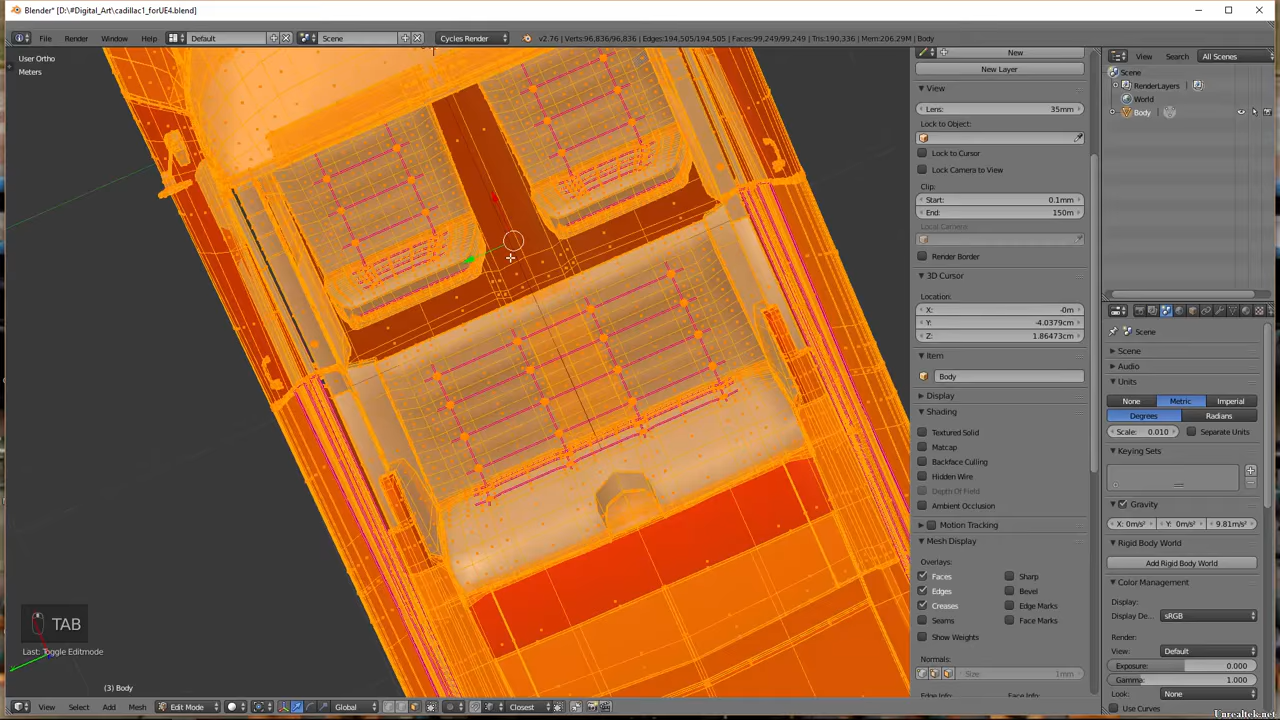 Blender* [D:\#Digital_Art\cadillac1_forUE4.blend]
File Render Window Help Default Scene Cycles Render v2.76 | Verts:96,836/96,836 | Edges:194,505/194,505 | Faces:99,249/99,249 | Tris:190,336 | Mem:206.29M | Body
User Ortho
Meters
New
New Layer
View
Lens: 35mm
Lock to Object:
Lock to Cursor
Lock Camera to View
Clip:
Start: 0.1mm
End: 150m
Local Camera:
Render Border
3D Cursor
Location:
X: -0m
Y: -4.0379cm
Z: 1.86473cm
Item
Body
Display
Shading
Textured Solid
Matcap
Backface Culling
Hidden Wire
Depth Of Field
Ambient Occlusion
Motion Tracking
Mesh Display
Overlays:
Faces Sharp
Edges Bevel
Creases Edge Marks
Seams Face Marks
Show Weights
Normals:
Size: 1mm
Edge Info: Face Info:
View Search All Scenes
Scene
RenderLayers
World
Body
Scene
Scene
Audio
Units
None Metric Imperial
Degrees Radians
Scale: 0.010 Separate Units
Keying Sets
Gravity
X: 0m/s² Y: 0m/s² 9.81m/s²
Rigid Body World
Add Rigid Body World
Color Management
Display:
Display De... sRGB
Render:
View: Default
Exposure: 0.000
Gamma: 1.000
Look: None
Use Curves
TAB
Last: Toggle Editmode
(3) Body
View Select Add Mesh Edit Mode Global Closest
Unrealtek.net